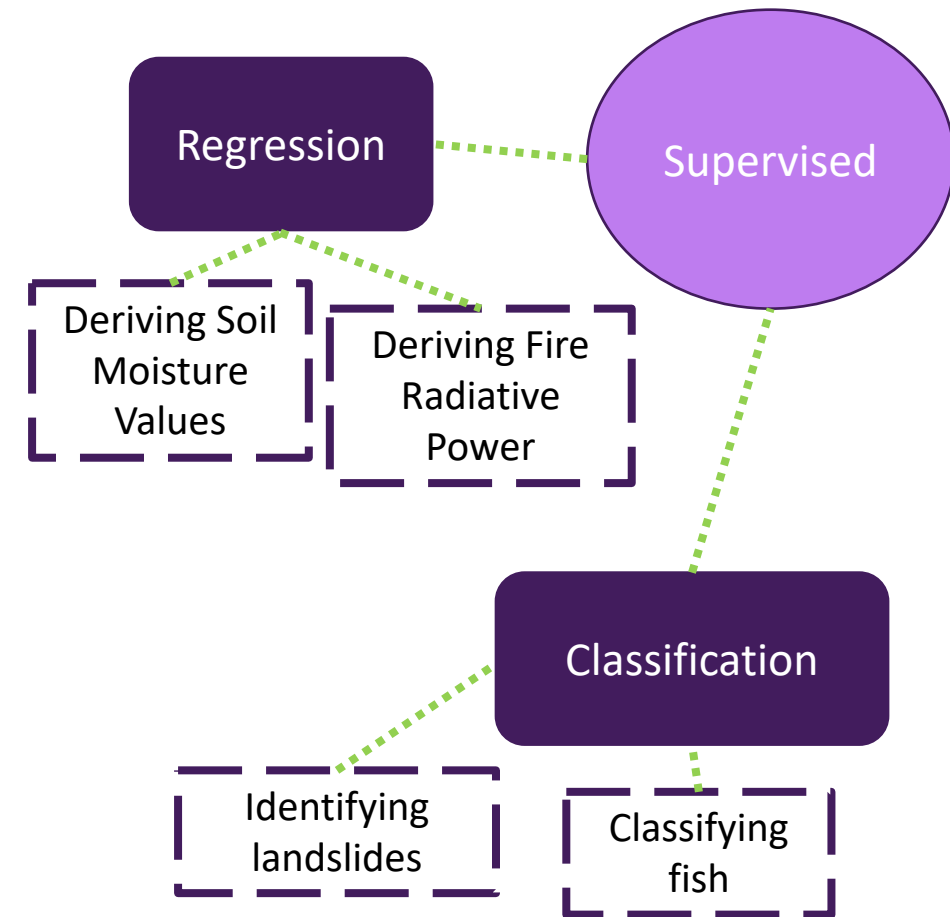 Regression
Supervised
Deriving Soil
Moisture
Values
Deriving Fire
Radiative
Power
Classification
Identifying
landslides
Classifying
fish